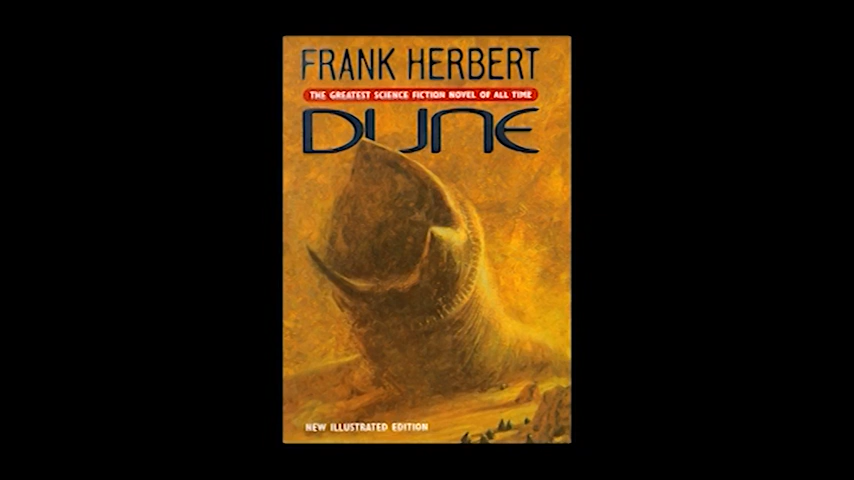 FRANK HERBERT
THE GREATEST SCIENCE FICTION NOVEL OF ALL TIME
DUNE
NEW ILLUSTRATED EDITION